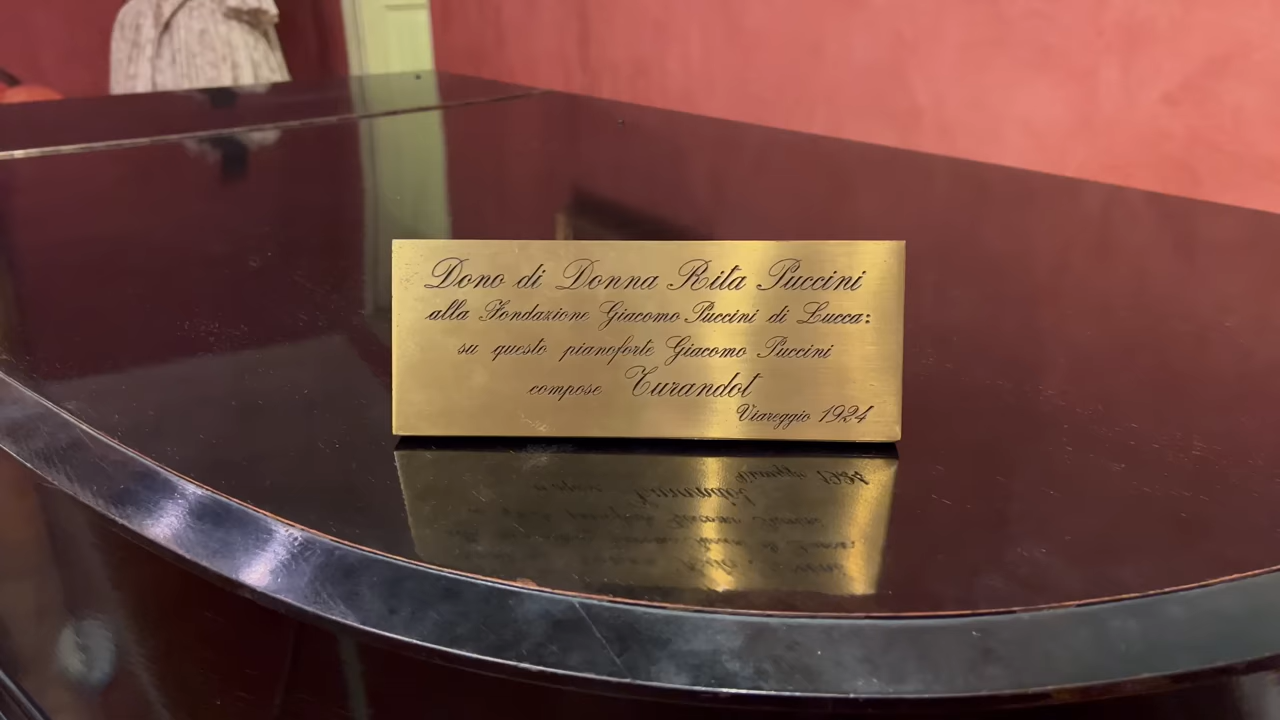 Dono di Donna Rita Puccini
alla Fondazione Giacomo Puccini di Lucca:
su questo pianoforte Giacomo Puccini
compose Turandot
Viareggio 1924